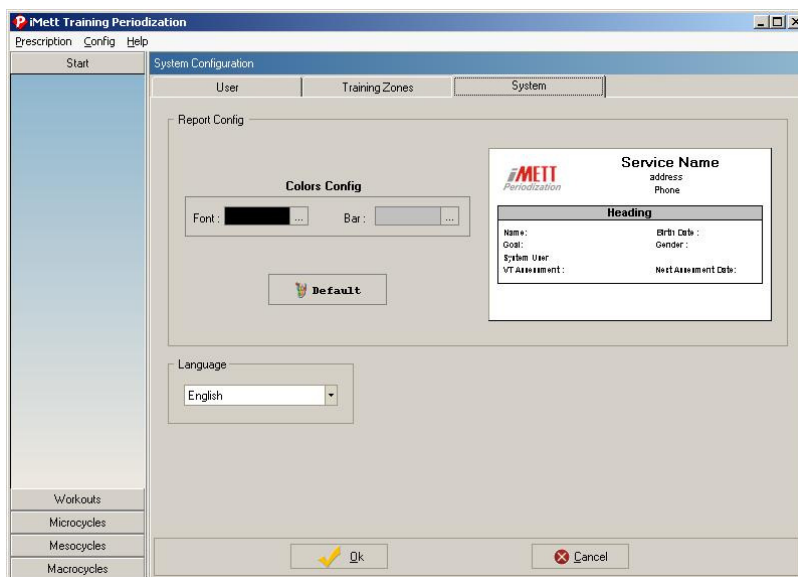 iMett Training Periodization
Prescription Config Help
Start
System Configuration
User Training Zones System
Report Config
Colors Config
Font : ... Bar : ...
Default
iMETT
Periodization
Service Name
address
Phone
Heading
Name: Birth Date :
Goal: Gender :
System User
VT Assessment : Next Assessment Date:
Language
English
Workouts
Microcycles
Mesocycles
Macrocycles
Ok Cancel